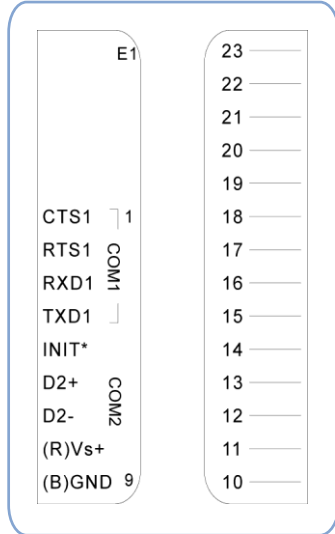 E1
CTS1 1
RTS1
RXD1
TXD1
COM1
INIT*
D2+
D2-
COM2
(R)Vs+
(B)GND 9
23
22
21
20
19
18
17
16
15
14
13
12
11
10